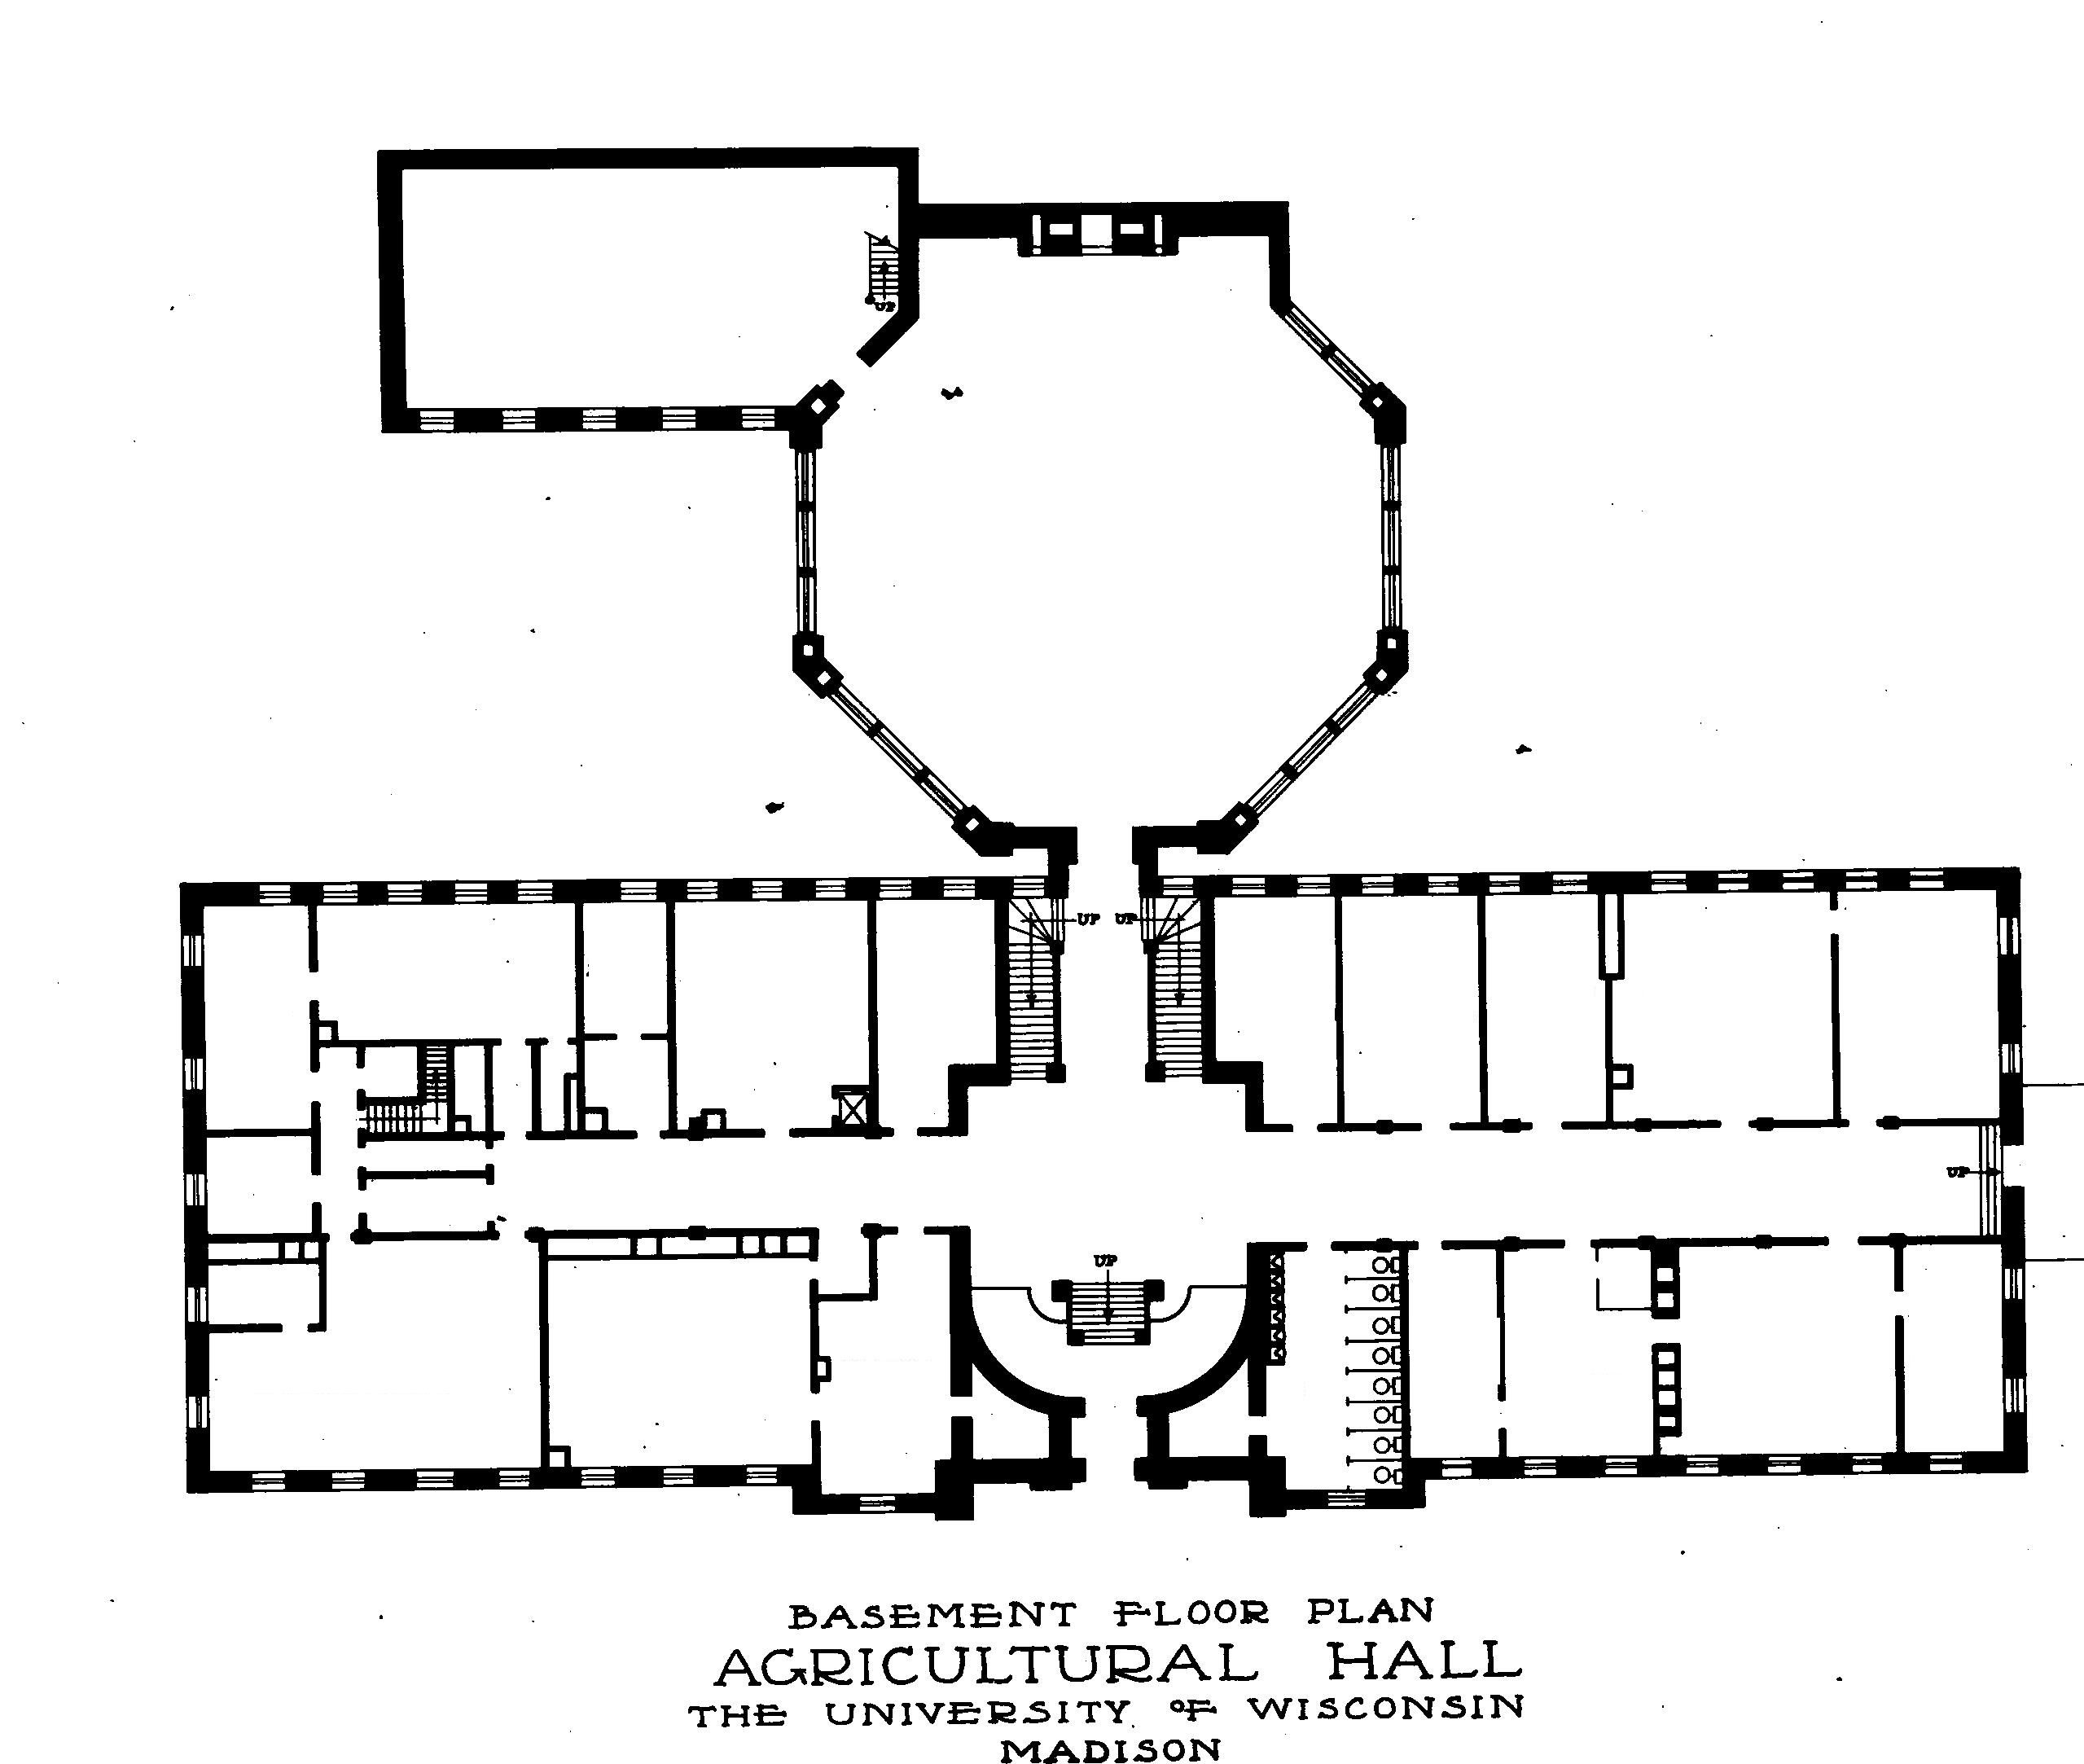 UP
UP UP
UP
UP
BASEMENT FLOOR PLAN
AGRICULTURAL HALL
THE UNIVERSITY OF WISCONSIN
MADISON